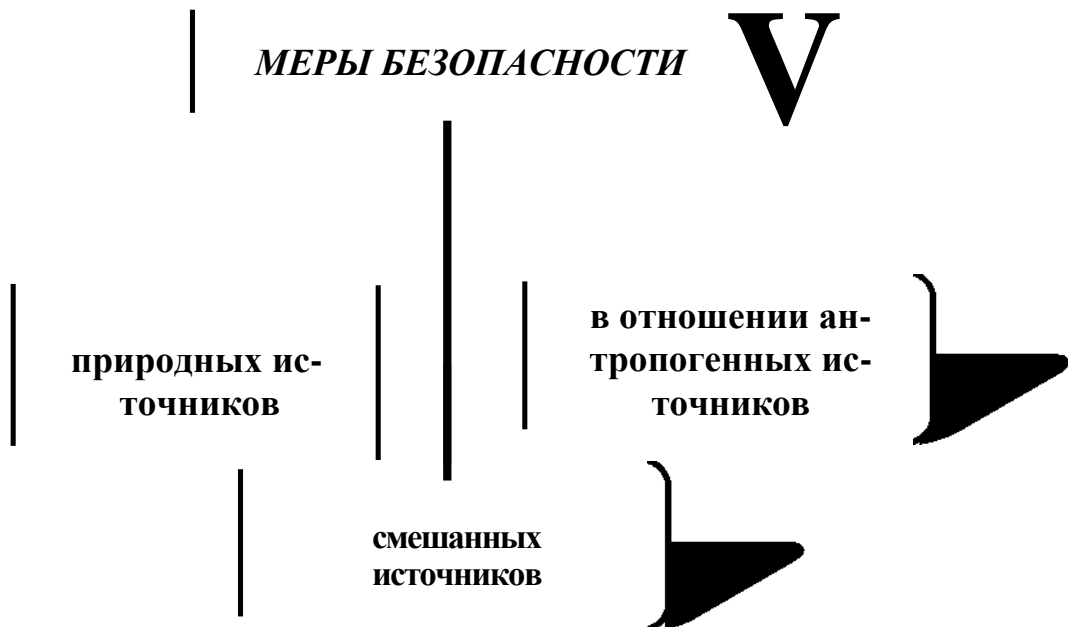 МЕРЫ БЕЗОПАСНОСТИ V
природных ис-
точников
в отношении ан-
тропогенных ис-
точников
смешанных
источников